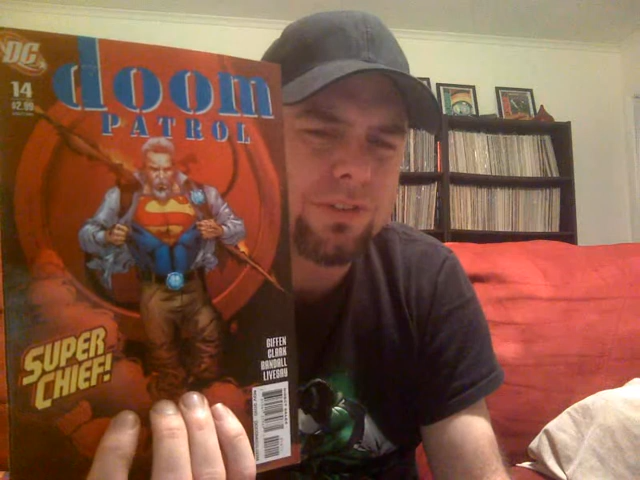 DC
doom
PATROL
14
$2.99
SUPER
CHIEF!
GIFFEN
CLARK
RANDALL
LIVESAY